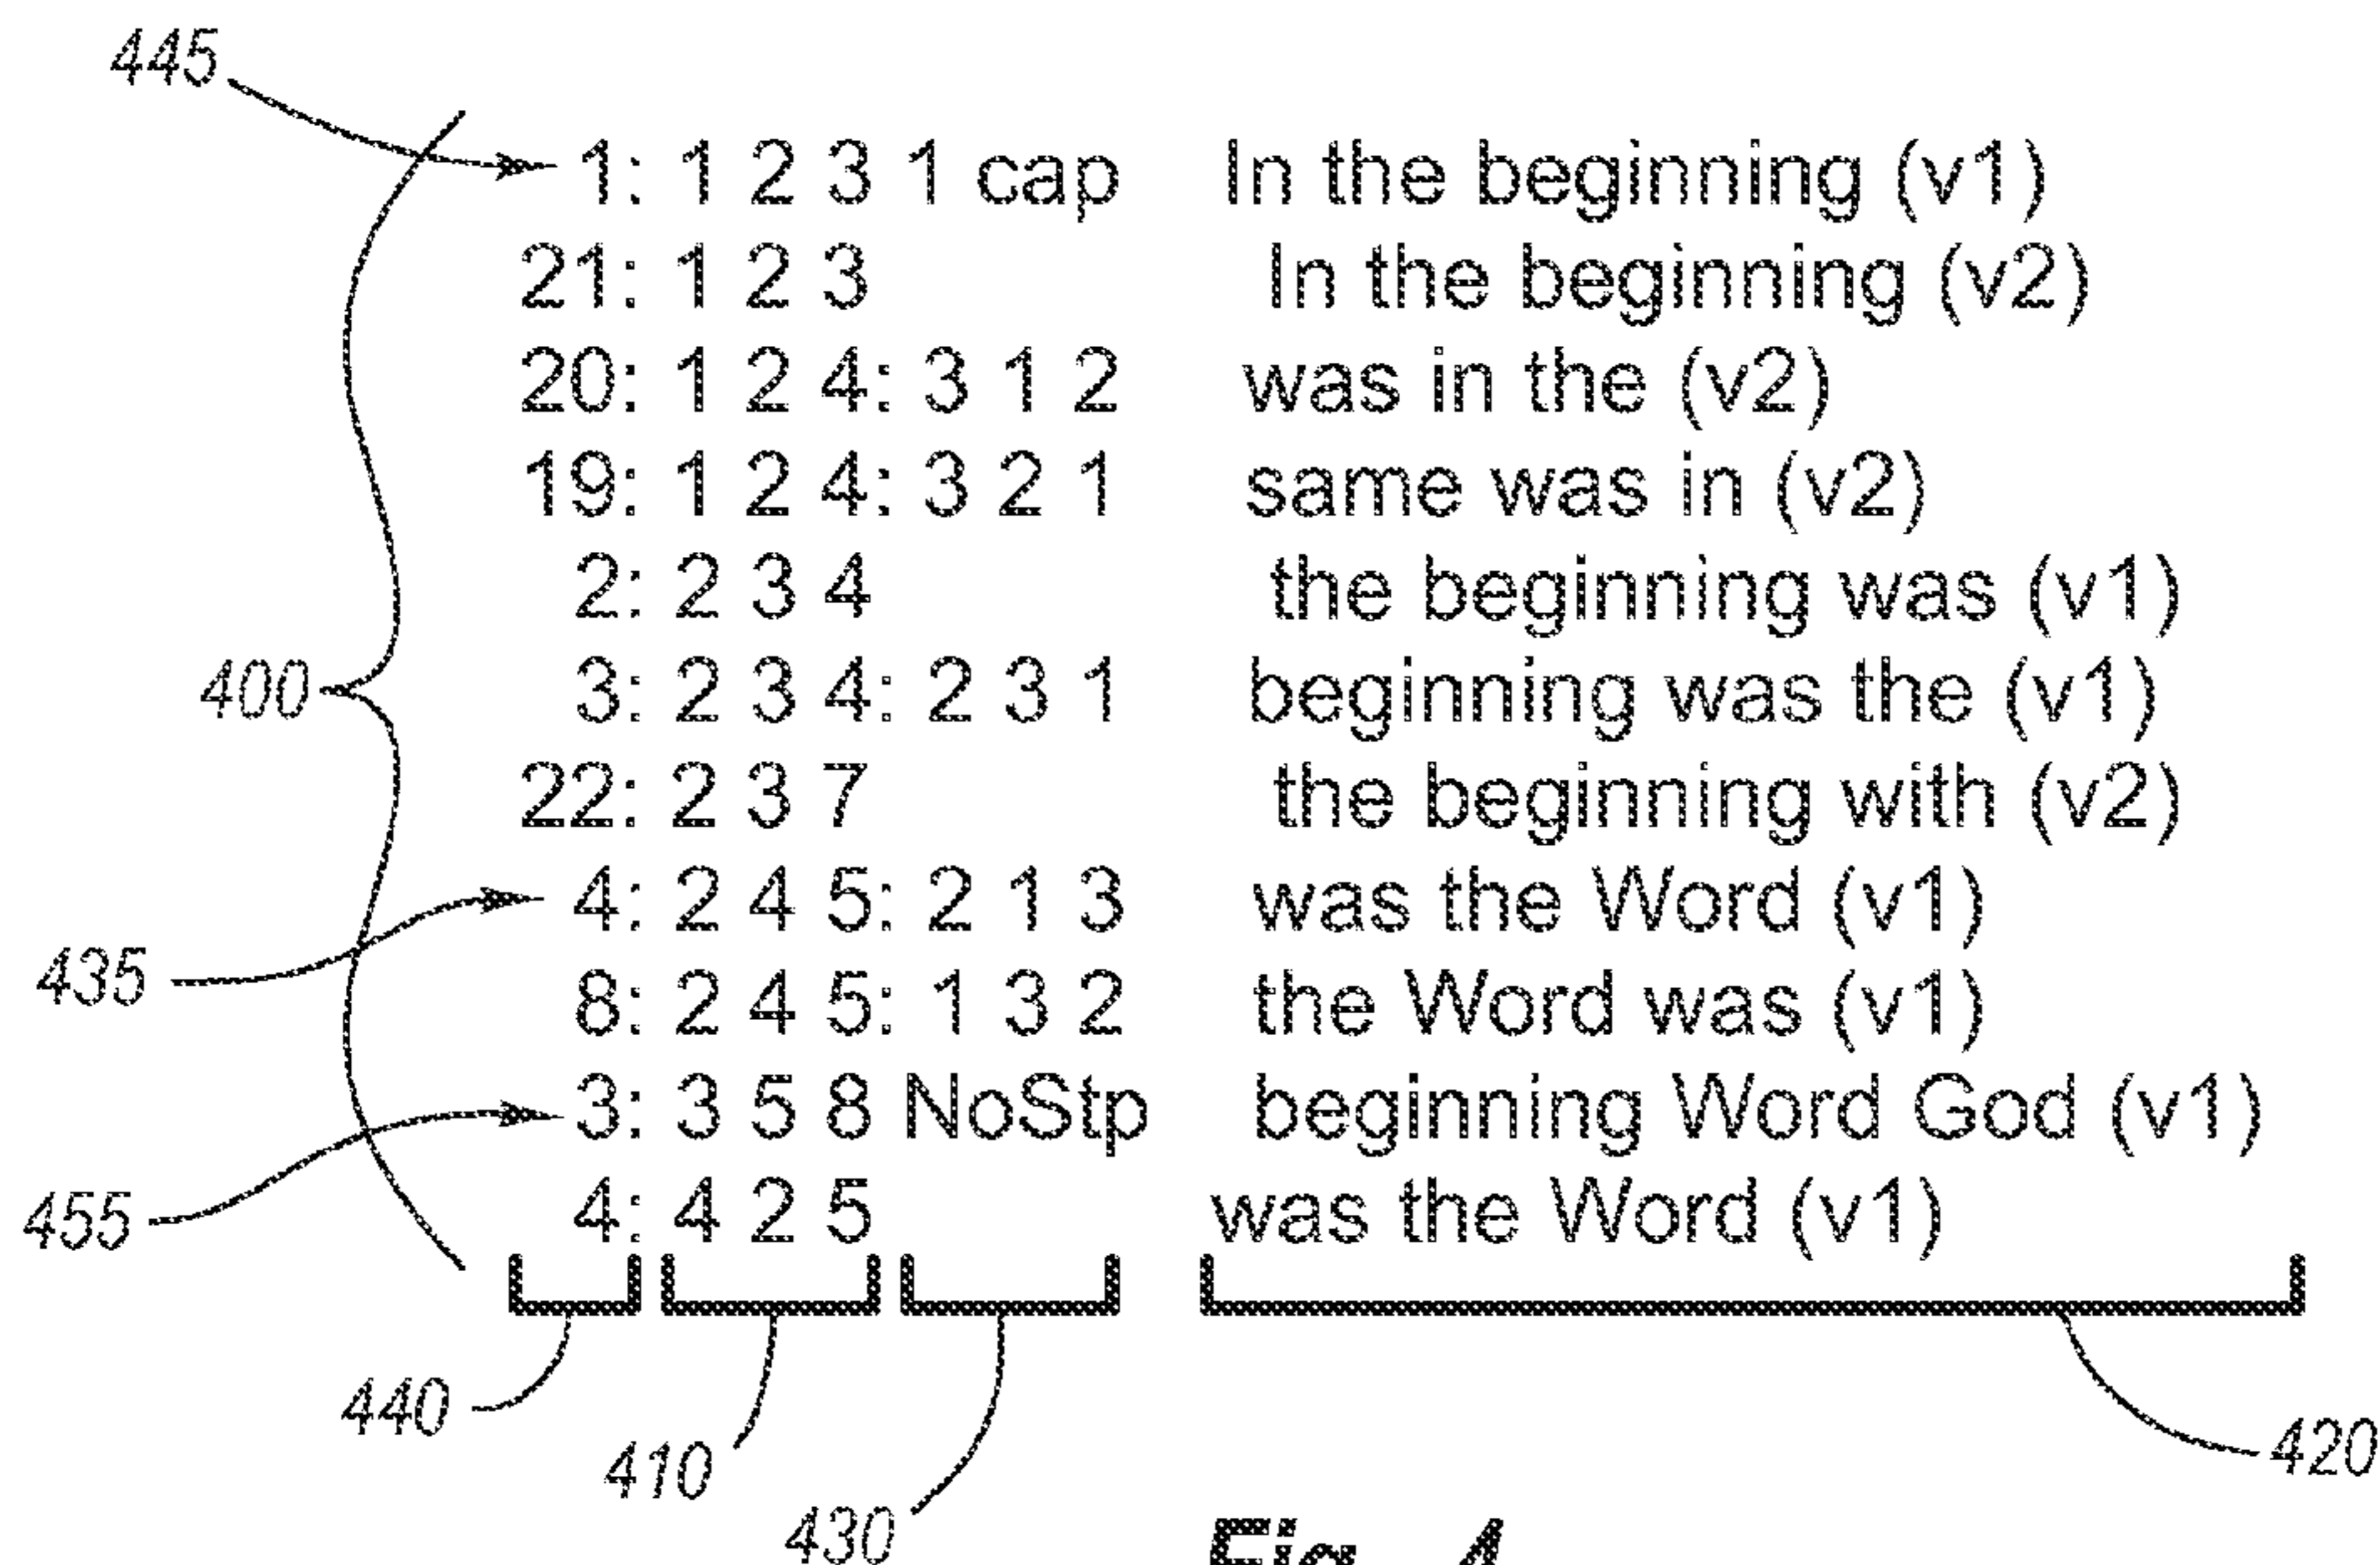 445
1: 1 2 3 1 cap In the beginning (v1)
21: 1 2 3 In the beginning (v2)
20: 1 2 4: 3 1 2 was in the (v2)
19: 1 2 4: 3 2 1 same was in (v2)
2: 2 3 4 the beginning was (v1)
400 3: 2 3 4: 2 3 1 beginning was the (v1)
22: 2 3 7 the beginning with (v2)
4: 2 4 5: 2 1 3 was the Word (v1)
435 8: 2 4 5: 1 3 2 the Word was (v1)
3: 3 5 8 NoStp beginning Word God (v1)
455 4: 4 2 5 was the Word (v1)
440
410
420
430
Fig. 4